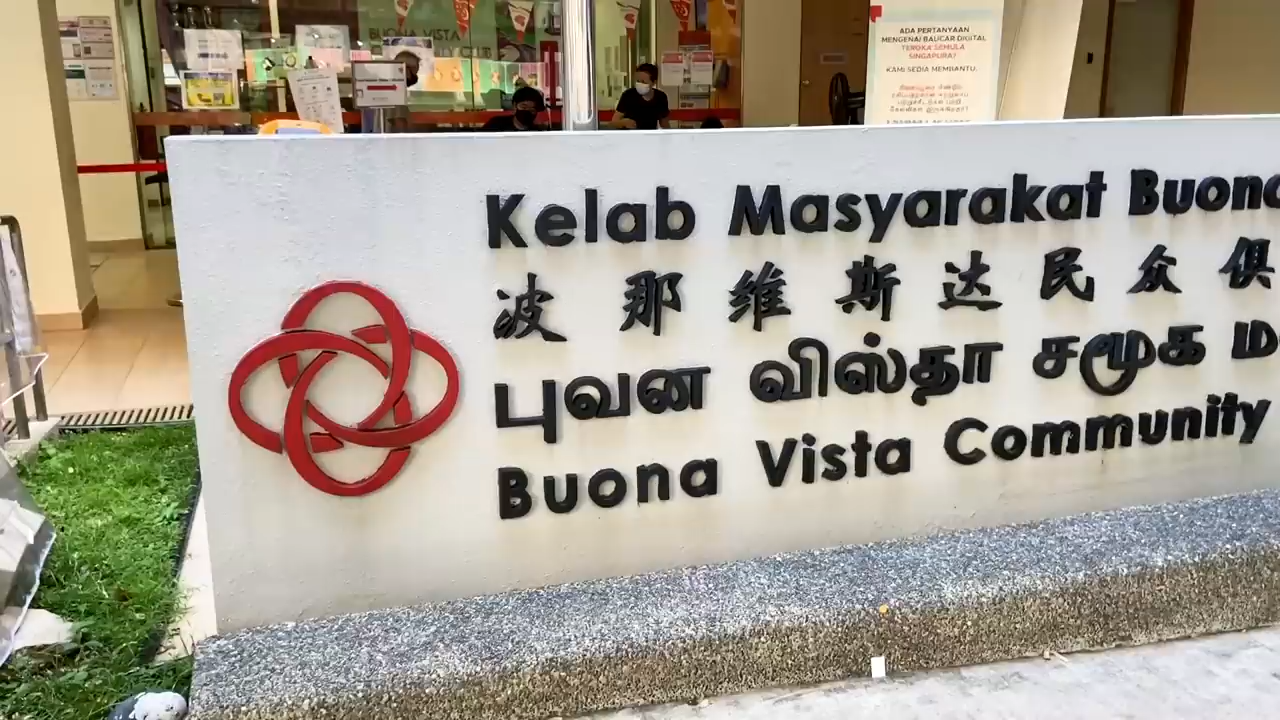 BUONA VISTA
ADA PERTANYAAN
MENGENAI BAUCAR DIGITAL
TEROKA SEMULA
SINGAPURA?
KAMI SEDIA MEMBANTU.
Kelab Masyarakat Buona
波那维斯达民众俱
புவன விஸ்தா சமூக ம
Buona Vista Community